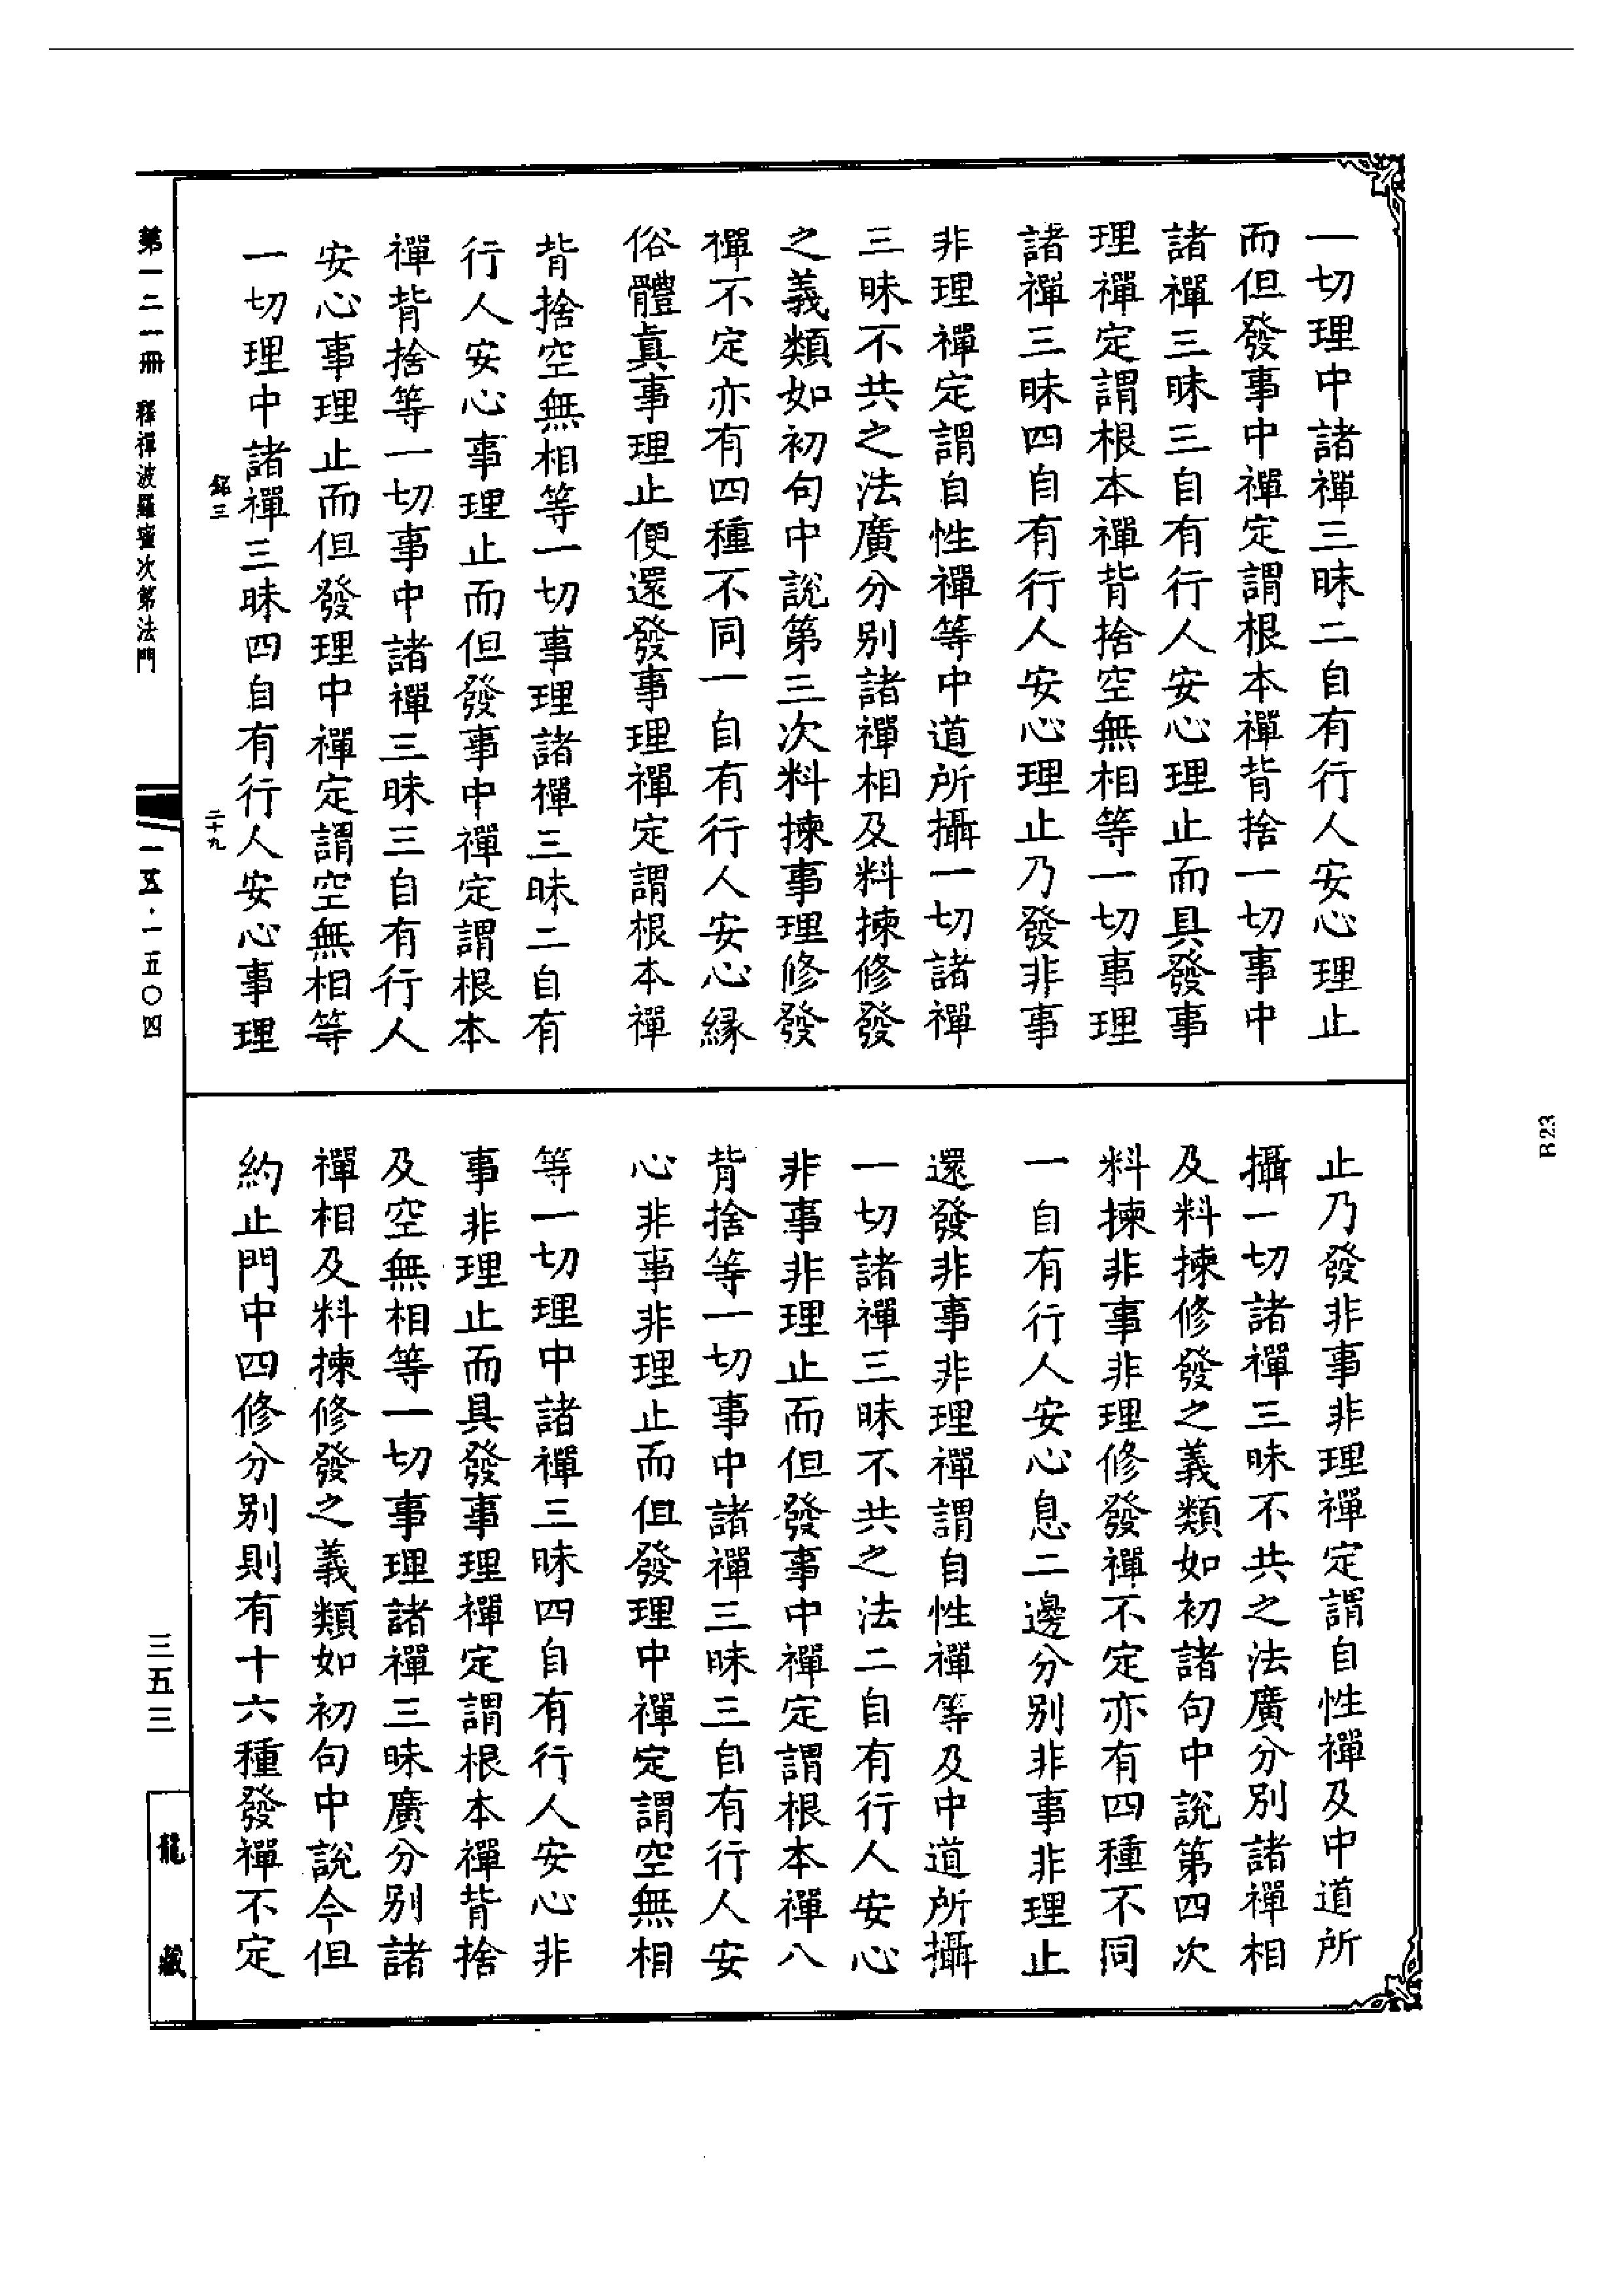 一切理中諸禪三昧二自有行人安心理止
而但發事中禪定謂根本禪背捨一切事中
諸禪三昧三自有行人安心理止而具發事
理禪定謂根本禪背捨空無相等一切事理
諸禪三昧四自有行人安心理止乃發非事
非理禪定謂自性禪等中道所攝一切諸禪
三昧不共之法廣分别諸禪相及料揀修發
之義類如初句中說第三次料揀事理修發
禪不定亦有四種不同一自有行人安心緣
俗體真事理止便還發事理禪定謂根本禪
背捨空無相等一切事理諸禪三昧二自有
行人安心事理止而但發事中禪定謂根本
禪背捨等一切事中諸禪三昧三自有行人
安心事理止而但發理中禪定謂空無相等
一切理中諸禪三昧四自有行人安心事理
銘三
二十九
止乃發非事非理禪定謂自性禪及中道所
攝一切諸禪三昧不共之法廣分别諸禪相
及料揀修發之義類如初諸句中說第四次
料揀非事非理修發禪不定亦有四種不同
一自有行人安心息二邊分别非事非理止
還發非事非理禪謂自性禪等及中道所攝
一切諸禪三昧不共之法二自有行人安心
非事非理止而但發事中禪定謂根本禪八
背捨等一切事中諸禪三昧三自有行人安
心非事非理止而但發理中禪定謂空無相
等一切理中諸禪三昧四自有行人安心非
事非理止而具發事理禪定謂根本禪背捨
及空無相等一切事理諸禪三昧廣分别諸
禪相及料揀修發之義類如初句中說今但
約止門中四修分别則有十六種發禪不定
第一二一冊 釋禪波羅蜜次第法門
一五·一五〇四
三五三
龍藏
B23